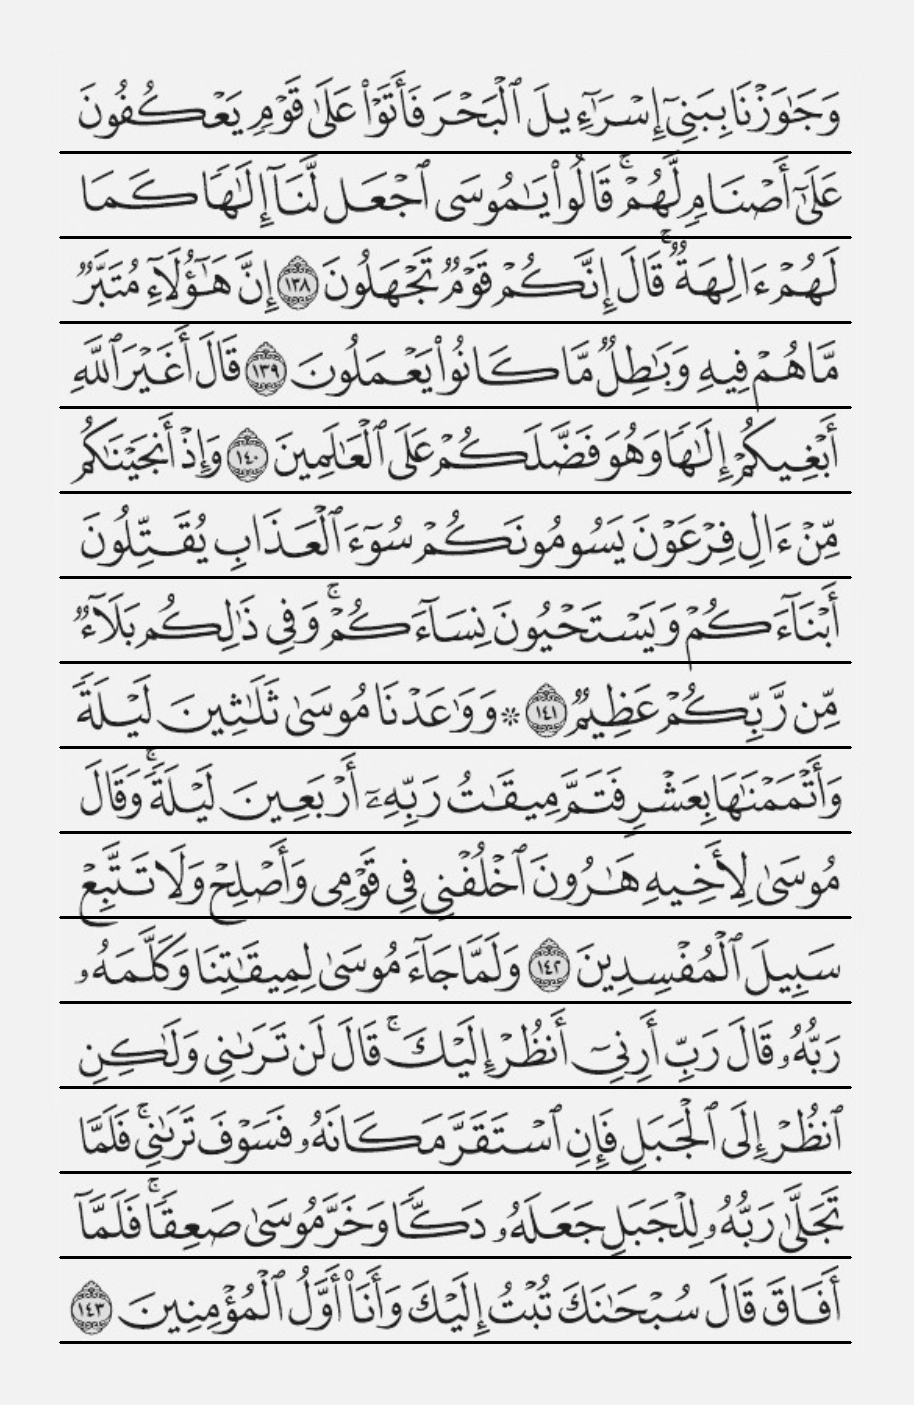 وَجَٰوَزْنَا بِبَنِىٓ إِسْرَٰٓءِيلَ ٱلْبَحْرَ فَأَتَوْا۟ عَلَىٰ قَوْمٍ يَعْكُفُونَ
عَلَىٰٓ أَصْنَامٍ لَّهُمْ ۚ قَالُوا۟ يَٰمُوسَى ٱجْعَل لَّنَآ إِلَٰهًا كَمَا
لَهُمْ ءَالِهَةٌ ۚ قَالَ إِنَّكُمْ قَوْمٌ تَجْهَلُونَ ١٣٨ إِنَّ هَٰٓؤُلَآءِ مُتَبَّرٌ
مَّا هُمْ فِيهِ وَبَٰطِلٌ مَّا كَانُوا۟ يَعْمَلُونَ ١٣٩ قَالَ أَغَيْرَ ٱللَّهِ
أَبْغِيكُمْ إِلَٰهًا وَهُوَ فَضَّلَكُمْ عَلَى ٱلْعَٰلَمِينَ ١٤٠ وَإِذْ أَنجَيْنَٰكُم
مِّنْ ءَالِ فِرْعَوْنَ يَسُومُونَكُمْ سُوٓءَ ٱلْعَذَابِ يُقَتِّلُونَ
أَبْنَآءَكُمْ وَيَسْتَحْيُونَ نِسَآءَكُمْ ۚ وَفِى ذَٰلِكُم بَلَآءٌ
مِّن رَّبِّكُمْ عَظِيمٌ ١٤١ ۞ وَوَٰعَدْنَا مُوسَىٰ ثَلَٰثِينَ لَيْلَةً
وَأَتْمَمْنَٰهَا بِعَشْرٍ فَتَمَّ مِيقَٰتُ رَبِّهِۦٓ أَرْبَعِينَ لَيْلَةً ۚ وَقَالَ
مُوسَىٰ لِأَخِيهِ هَٰرُونَ ٱخْلُفْنِى فِى قَوْمِى وَأَصْلِحْ وَلَا تَتَّبِعْ
سَبِيلَ ٱلْمُفْسِدِينَ ١٤٢ وَلَمَّا جَآءَ مُوسَىٰ لِمِيقَٰتِنَا وَكَلَّمَهُۥ
رَبُّهُۥ قَالَ رَبِّ أَرِنِىٓ أَنظُرْ إِلَيْكَ ۚ قَالَ لَن تَرَىٰنِى وَلَٰكِنِ
ٱنظُرْ إِلَى ٱلْجَبَلِ فَإِنِ ٱسْتَقَرَّ مَكَانَهُۥ فَسَوْفَ تَرَىٰنِى ۚ فَلَمَّا
تَجَلَّىٰ رَبُّهُۥ لِلْجَبَلِ جَعَلَهُۥ دَكًّا وَخَرَّ مُوسَىٰ صَعِقًا ۚ فَلَمَّآ
أَفَاقَ قَالَ سُبْحَٰنَكَ تُبْتُ إِلَيْكَ وَأَنَا۠ أَوَّلُ ٱلْمُؤْمِنِينَ ١٤٣